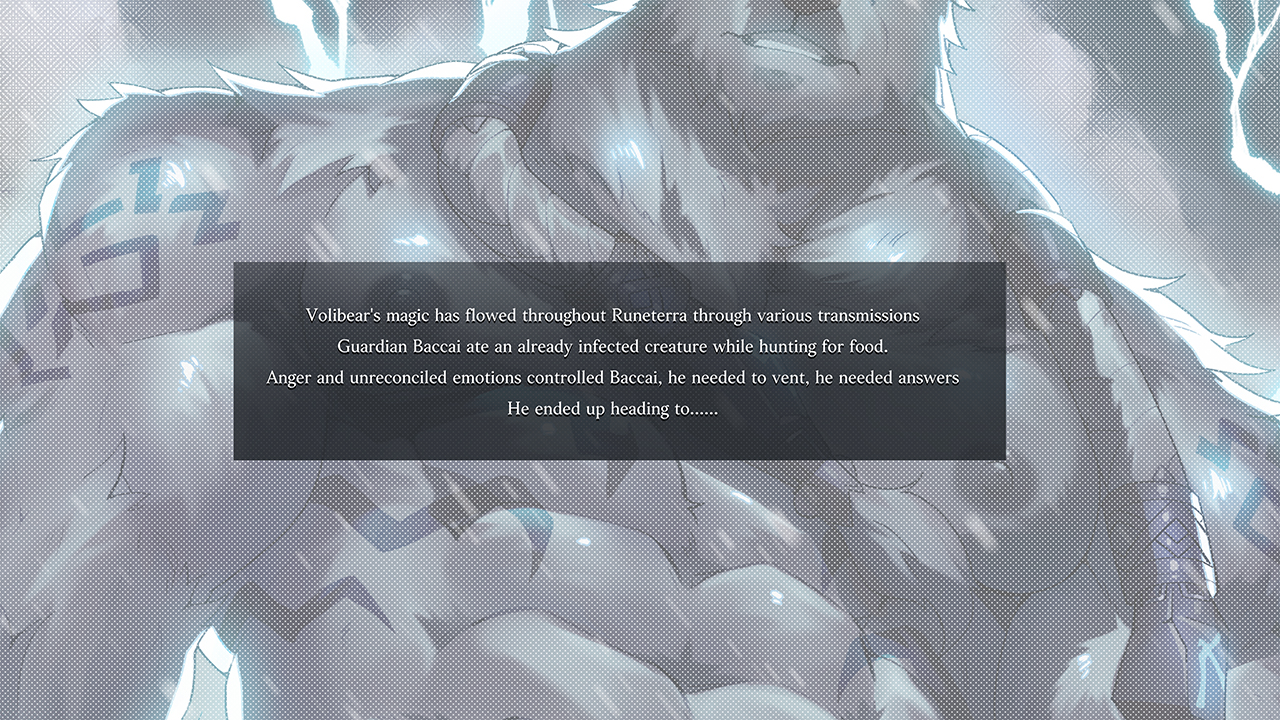 Volibear's magic has flowed throughout Runeterra through various transmissions
Guardian Baccai ate an already infected creature while hunting for food.
Anger and unreconciled emotions controlled Baccai, he needed to vent, he needed answers
He ended up heading to......